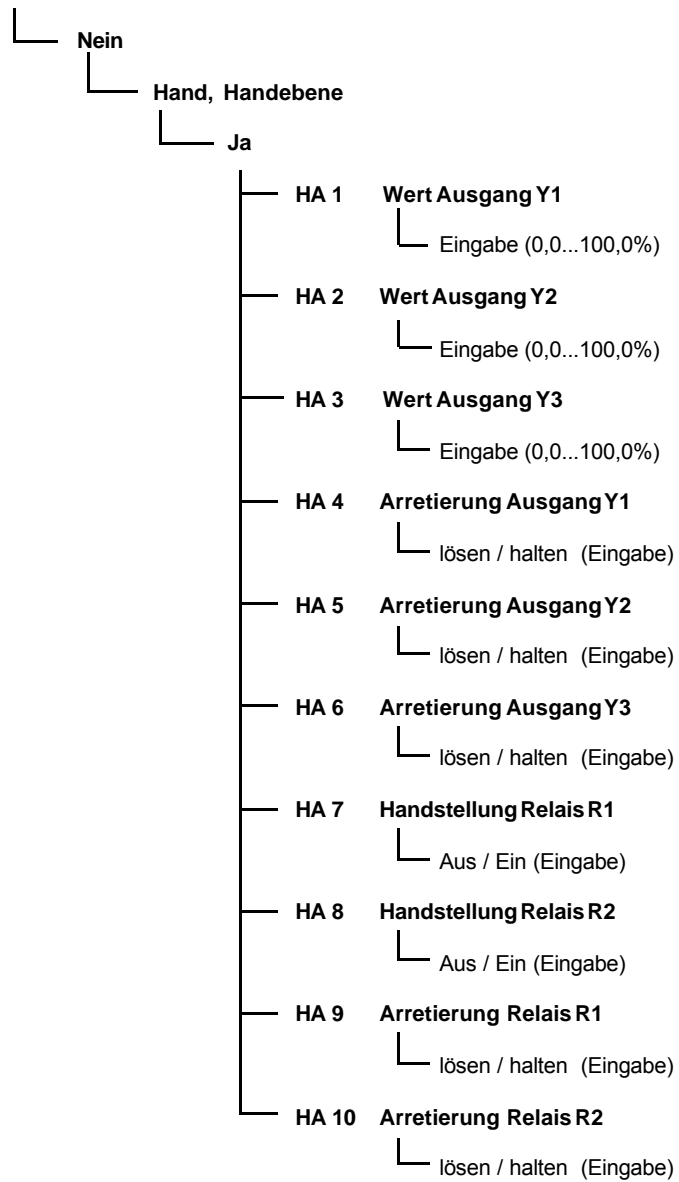 Nein
Hand, Handebene
Ja
HA 1 Wert Ausgang Y1
Eingabe (0,0...100,0%)
HA 2 Wert Ausgang Y2
Eingabe (0,0...100,0%)
HA 3 Wert Ausgang Y3
Eingabe (0,0...100,0%)
HA 4 Arretierung Ausgang Y1
lösen / halten (Eingabe)
HA 5 Arretierung Ausgang Y2
lösen / halten (Eingabe)
HA 6 Arretierung Ausgang Y3
lösen / halten (Eingabe)
HA 7 Handstellung Relais R1
Aus / Ein (Eingabe)
HA 8 Handstellung Relais R2
Aus / Ein (Eingabe)
HA 9 Arretierung Relais R1
lösen / halten (Eingabe)
HA 10 Arretierung Relais R2
lösen / halten (Eingabe)